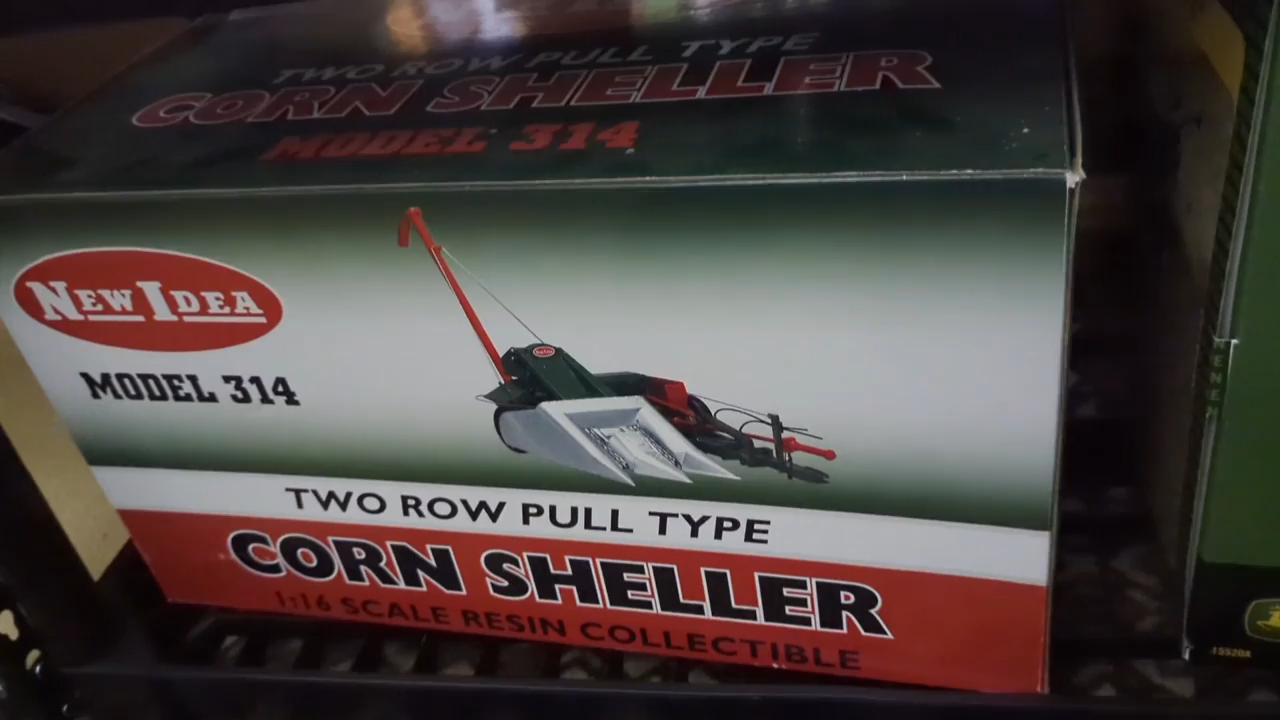 TWO ROW PULL TYPE
CORN SHELLER
MODEL 314
NEW IDEA
MODEL 314
TWO ROW PULL TYPE
CORN SHELLER
1:16 SCALE RESIN COLLECTIBLE
15520A